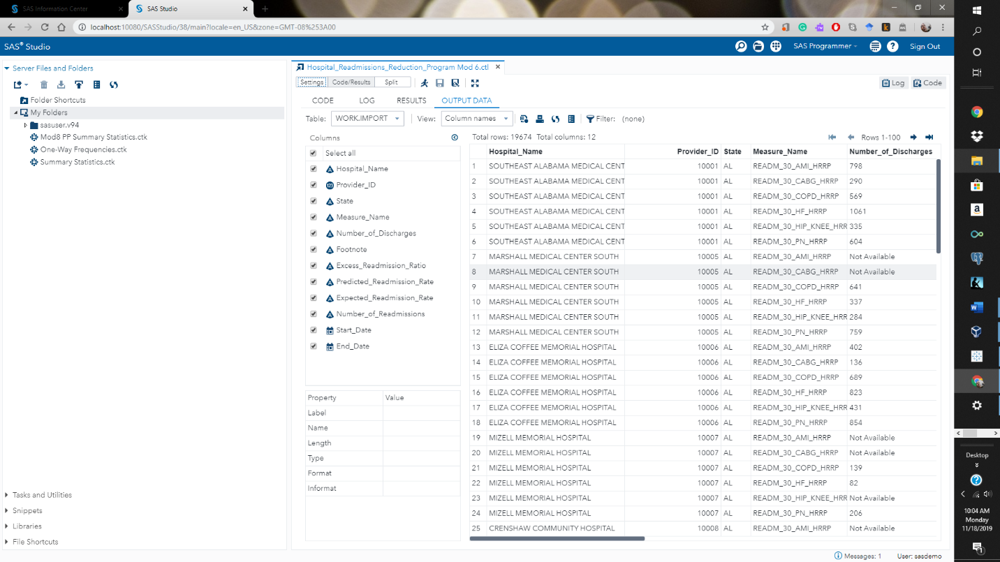 SAS Information Center
SAS Studio
localhost:10080/SASStudio/38/main?locale=en_US&zone=GMT-08%253A00
SAS® Studio
SAS Programmer
Sign Out
Server Files and Folders
Folder Shortcuts
My Folders
sasuser.v94
Mod8 PP Summary Statistics.ctk
One-Way Frequencies.ctk
Summary Statistics.ctk
Tasks and Utilities
Snippets
Libraries
File Shortcuts
Hospital_Readmissions_Reduction_Program Mod 6.ctl
Settings Code/Results Split
Log Code
CODE LOG RESULTS OUTPUT DATA
Table: WORK.IMPORT View: Column names Filter: (none)
Columns
Select all
Hospital_Name
Provider_ID
State
Measure_Name
Number_of_Discharges
Footnote
Excess_Readmission_Ratio
Predicted_Readmission_Rate
Expected_Readmission_Rate
Number_of_Readmissions
Start_Date
End_Date
Property Value
Label
Name
Length
Type
Format
Informat
Total rows: 19674 Total columns: 12
Rows 1-100
Hospital_Name Provider_ID State Measure_Name Number_of_Discharges
1 SOUTHEAST ALABAMA MEDICAL CENT 10001 AL READM_30_AMI_HRRP 798
2 SOUTHEAST ALABAMA MEDICAL CENT 10001 AL READM_30_CABG_HRRP 290
3 SOUTHEAST ALABAMA MEDICAL CENT 10001 AL READM_30_COPD_HRRP 569
4 SOUTHEAST ALABAMA MEDICAL CENT 10001 AL READM_30_HF_HRRP 1061
5 SOUTHEAST ALABAMA MEDICAL CENT 10001 AL READM_30_HIP_KNEE_HRR 335
6 SOUTHEAST ALABAMA MEDICAL CENT 10001 AL READM_30_PN_HRRP 604
7 MARSHALL MEDICAL CENTER SOUTH 10005 AL READM_30_AMI_HRRP Not Available
8 MARSHALL MEDICAL CENTER SOUTH 10005 AL READM_30_CABG_HRRP Not Available
9 MARSHALL MEDICAL CENTER SOUTH 10005 AL READM_30_COPD_HRRP 641
10 MARSHALL MEDICAL CENTER SOUTH 10005 AL READM_30_HF_HRRP 337
11 MARSHALL MEDICAL CENTER SOUTH 10005 AL READM_30_HIP_KNEE_HRR 284
12 MARSHALL MEDICAL CENTER SOUTH 10005 AL READM_30_PN_HRRP 759
13 ELIZA COFFEE MEMORIAL HOSPITAL 10006 AL READM_30_AMI_HRRP 402
14 ELIZA COFFEE MEMORIAL HOSPITAL 10006 AL READM_30_CABG_HRRP 136
15 ELIZA COFFEE MEMORIAL HOSPITAL 10006 AL READM_30_COPD_HRRP 689
16 ELIZA COFFEE MEMORIAL HOSPITAL 10006 AL READM_30_HF_HRRP 823
17 ELIZA COFFEE MEMORIAL HOSPITAL 10006 AL READM_30_HIP_KNEE_HRR 431
18 ELIZA COFFEE MEMORIAL HOSPITAL 10006 AL READM_30_PN_HRRP 854
19 MIZELL MEMORIAL HOSPITAL 10007 AL READM_30_AMI_HRRP Not Available
20 MIZELL MEMORIAL HOSPITAL 10007 AL READM_30_CABG_HRRP Not Available
21 MIZELL MEMORIAL HOSPITAL 10007 AL READM_30_COPD_HRRP 139
22 MIZELL MEMORIAL HOSPITAL 10007 AL READM_30_HF_HRRP 82
23 MIZELL MEMORIAL HOSPITAL 10007 AL READM_30_HIP_KNEE_HRR Not Available
24 MIZELL MEMORIAL HOSPITAL 10007 AL READM_30_PN_HRRP 206
25 CRENSHAW COMMUNITY HOSPITAL 10008 AL READM_30_AMI_HRRP Not Available
Messages: 1 User: sasdemo
Desktop
10:04 AM
Monday
11/18/2019